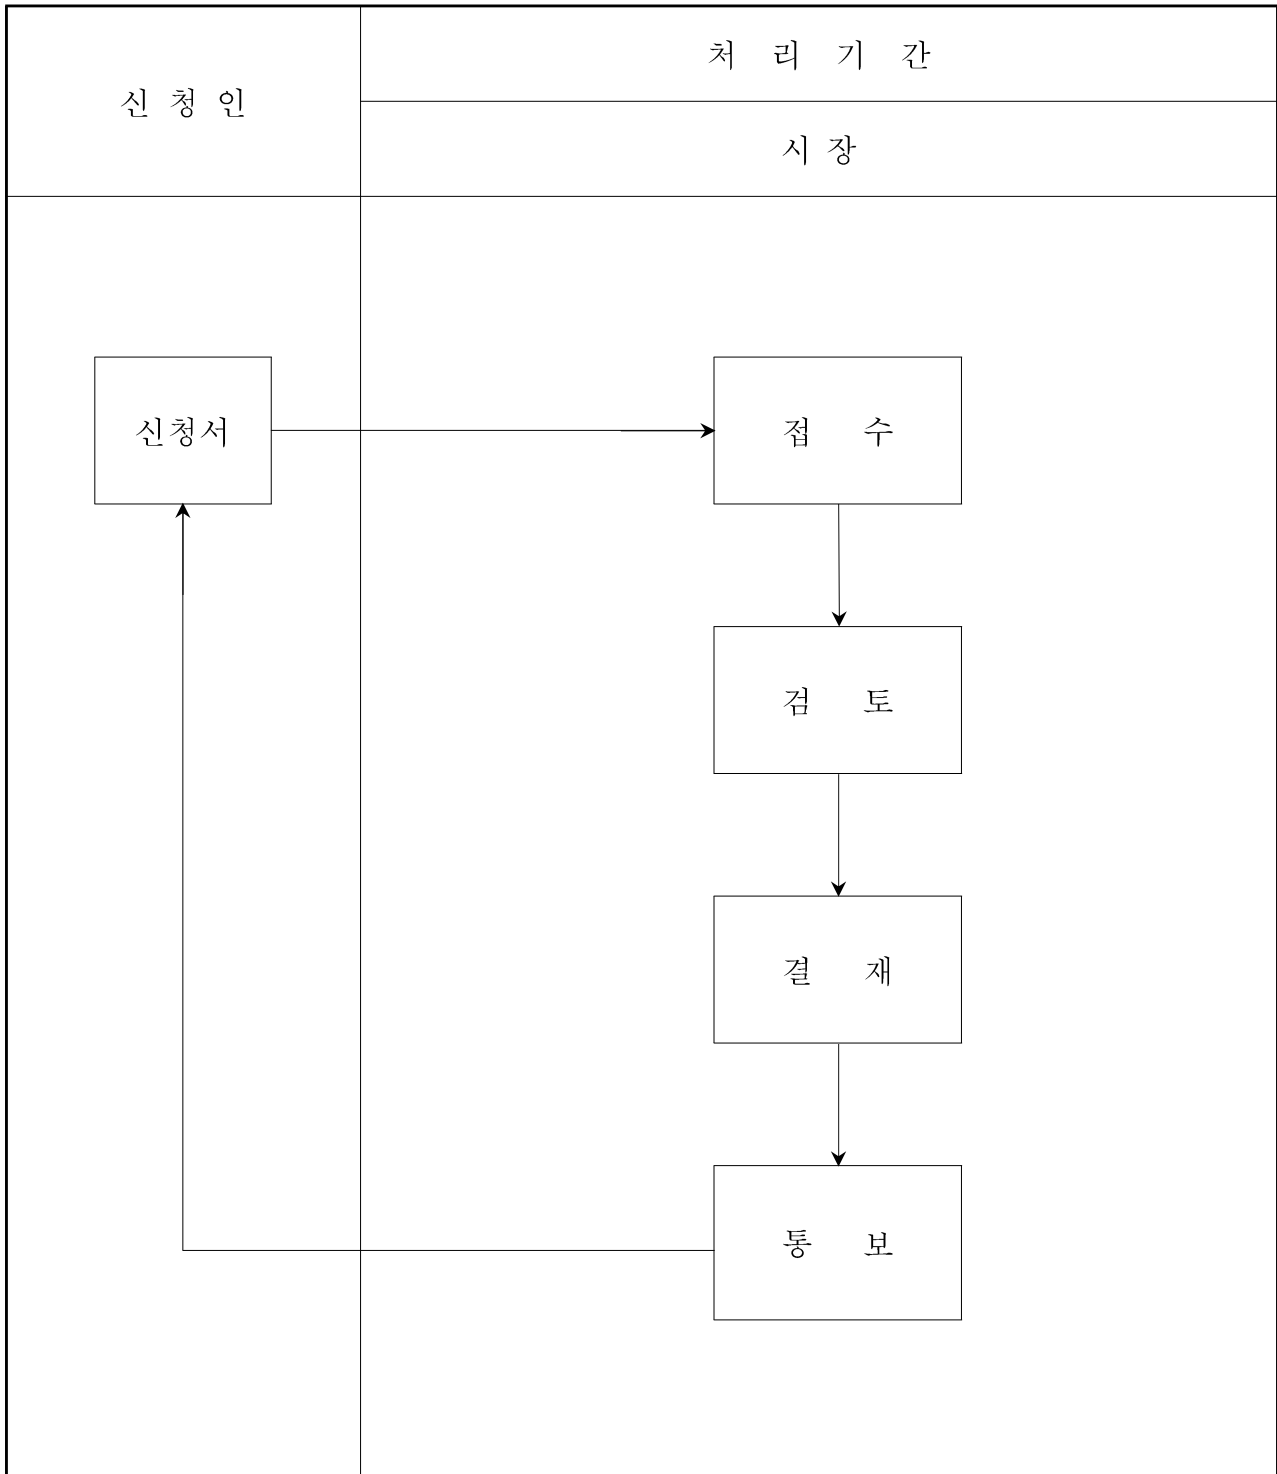 처 리 기 간
신 청 인
시 장
신청서
접 수
검 토
결 재
통 보